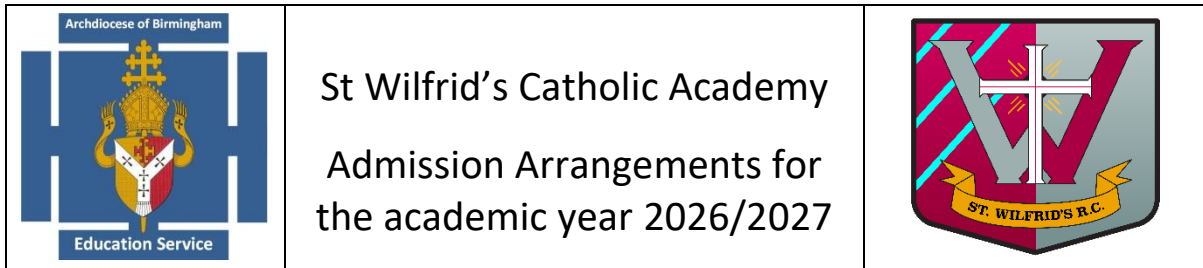 Archdiocese of Birmingham
Education Service
St Wilfrid’s Catholic Academy
Admission Arrangements for
the academic year 2026/2027
W
ST. WILFRID'S R.C.